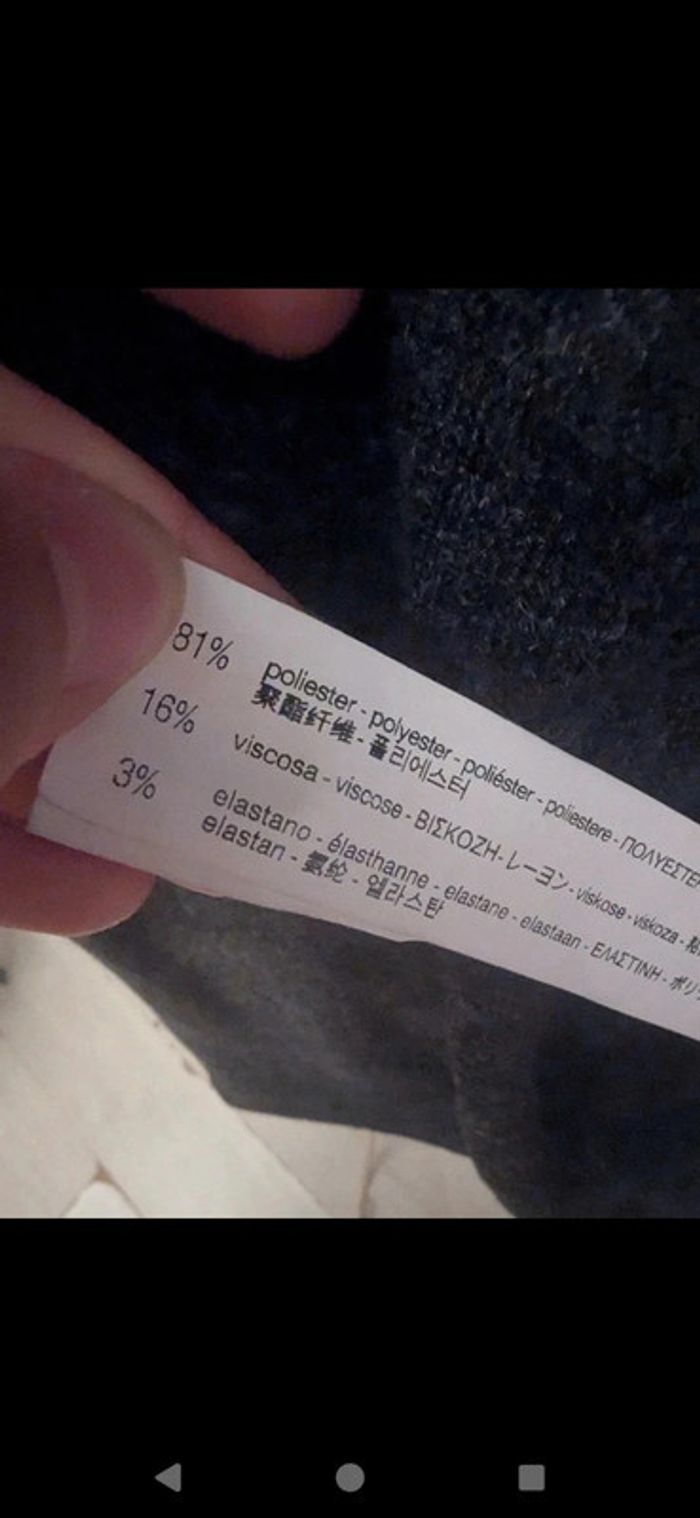 81% poliester - polyester - poliéster - poliestere - ΠΟΛΥΕΣΤΕΡ
聚酯纤维 - 폴리에스터
16% viscosa - viscose - ΒΙΣΚΟΖΗ - レーヨン - viskose - viskoza -
3% elastano - élasthanne - elastane - elastaan - ΕΛΑΣΤΙΝΗ -
elastan - 氨纶 - 엘라스탄